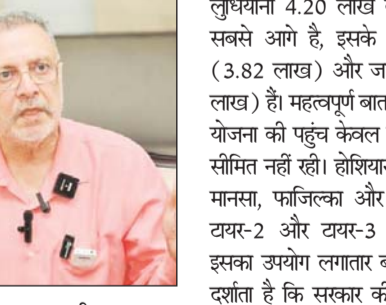 लुधियाना 4.20 लाख
सबसे आगे है, इसके
(3.82 लाख) और
लाख) हैं। महत्वपूर्ण बात
योजना की पहुंच केवल
सीमित नहीं रही।
मानसा, फाजिल्का और
टायर-2 और टायर-3
इसका उपयोग लगातार
दर्शाता है कि सरकार की